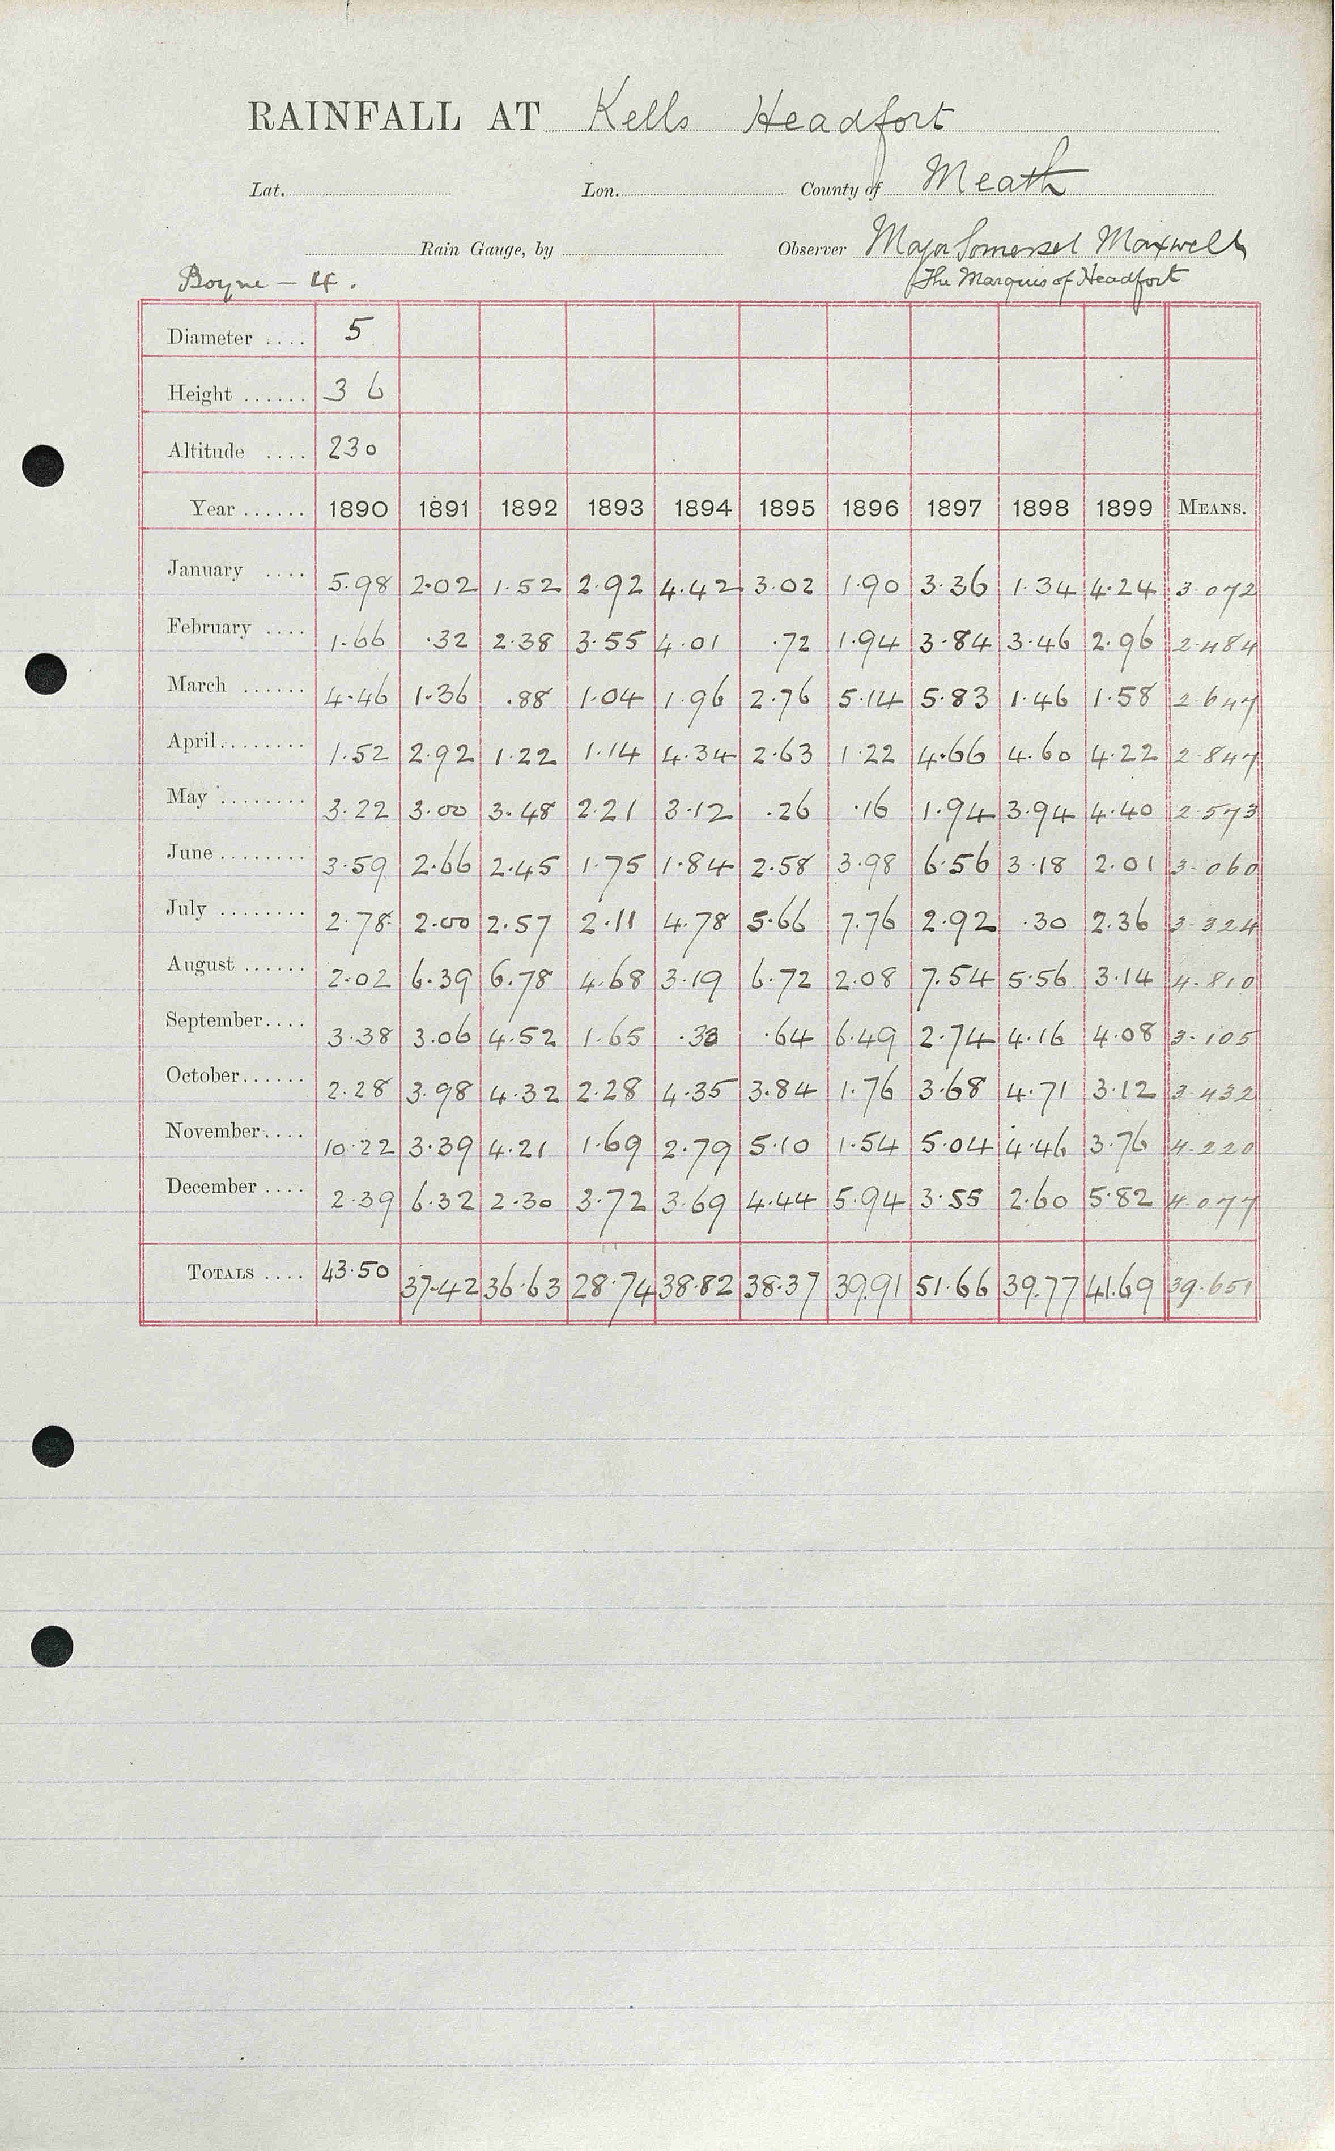 RAINFALL AT Kells Headfort
Lat. Lon. County of Meath
Rain Gauge, by Observer Major Somerset Maxwell
Boyne - 4. The Marquis of Headfort
Diameter .... 5
Height ...... 3 6
Altitude .... 230
Year ...... 1890 1891 1892 1893 1894 1895 1896 1897 1898 1899 MEANS.
January .... 5.98 2.02 1.52 2.92 4.42 3.02 1.90 3.36 1.34 4.24 3.072
February .... 1.66 .32 2.38 3.55 4.01 .72 1.94 3.84 3.46 2.96 2.484
March ...... 4.46 1.36 .88 1.04 1.96 2.76 5.14 5.83 1.46 1.58 2.647
April........ 1.52 2.92 1.22 1.14 4.34 2.63 1.22 4.66 4.60 4.22 2.847
May ........ 3.22 3.00 3.48 2.21 3.12 .26 .16 1.94 3.94 4.40 2.573
June ........ 3.59 2.66 2.45 1.75 1.84 2.58 3.98 6.56 3.18 2.01 3.060
July ........ 2.78 2.00 2.57 2.11 4.78 5.66 7.76 2.92 .30 2.36 3.324
August ...... 2.02 6.39 6.78 4.68 3.19 6.72 2.08 7.54 5.56 3.14 4.810
September.... 3.38 3.06 4.52 1.65 .33 .64 6.49 2.74 4.16 4.08 3.105
October...... 2.28 3.98 4.32 2.28 4.35 3.84 1.76 3.68 4.71 3.12 3.432
November.... 10.22 3.39 4.21 1.69 2.79 5.10 1.54 5.04 4.46 3.76 4.220
December .... 2.39 6.32 2.30 3.72 3.69 4.44 5.94 3.55 2.60 5.82 4.077
TOTALS .... 43.50 37.42 36.63 28.74 38.82 38.37 39.91 51.66 39.77 41.69 39.651